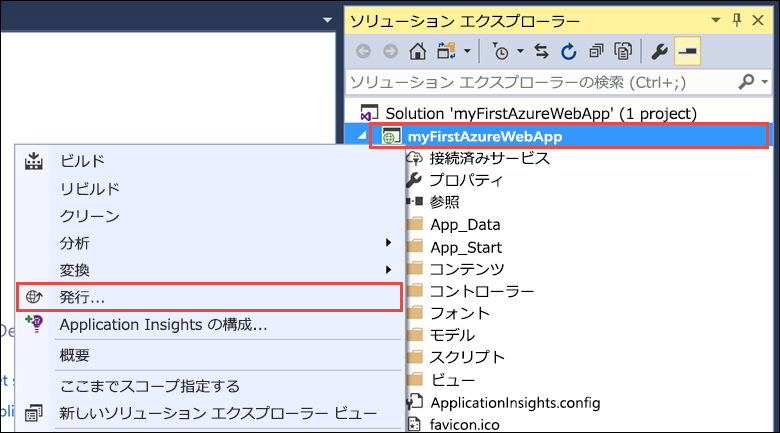 ソリューション エクスプローラー
ソリューション エクスプローラーの検索 (Ctrl+;)
Solution 'myFirstAzureWebApp' (1 project)
myFirstAzureWebApp
接続済みサービス
プロパティ
参照
App_Data
App_Start
コンテンツ
コントローラー
フォント
モデル
スクリプト
ビュー
ApplicationInsights.config
favicon.ico
ビルド
リビルド
クリーン
分析
変換
発行...
Application Insights の構成...
概要
ここまでスコープ指定する
新しいソリューション エクスプローラー ビュー